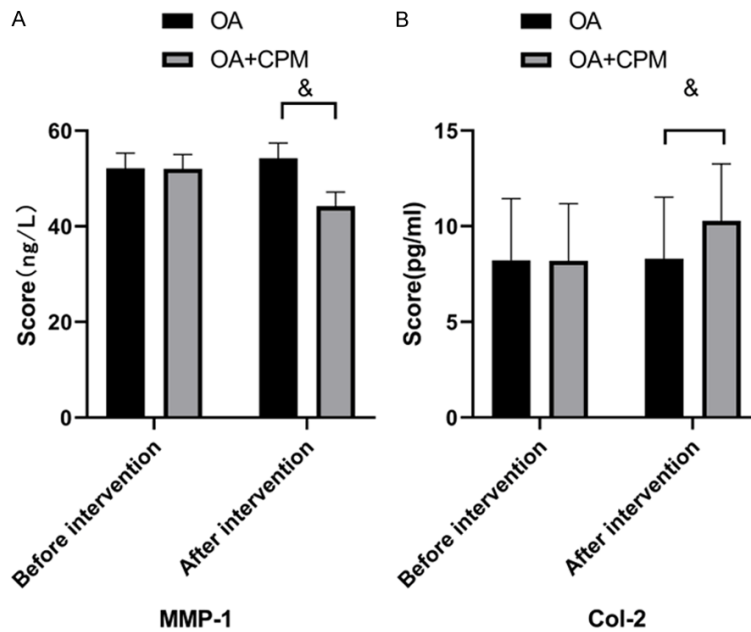 A
OA
OA+CPM
&
Score(ng/L)
60
40
20
0
Before intervention
After intervention
MMP-1
B
OA
OA+CPM
&
Score(pg/ml)
15
10
5
0
Before intervention
After intervention
Col-2